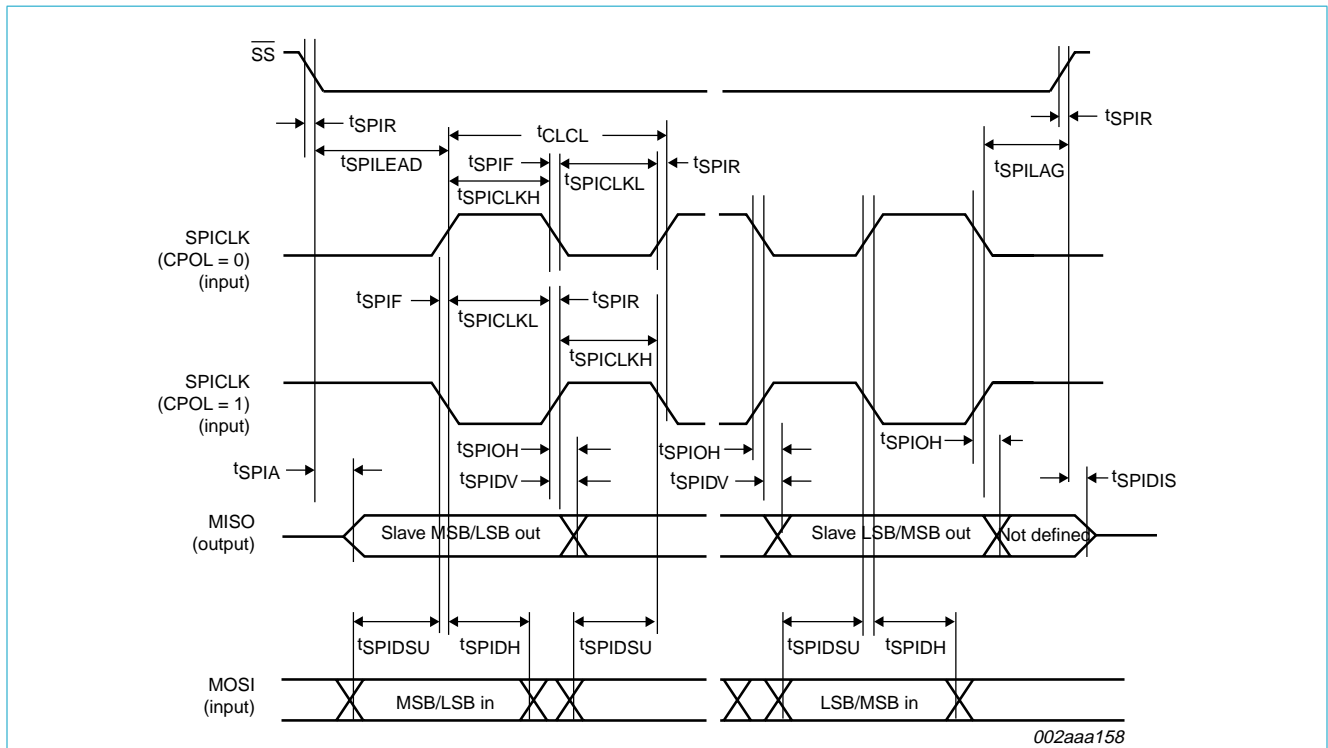 SS
tSPIR
tCLCL
tSPIR
tSPILEAD
tSPIF
tSPICLKL
tSPIR
tSPILAG
tSPICLKH
SPICLK
(CPOL = 0)
(input)
tSPIF
tSPICLKL
tSPIR
tSPICLKH
SPICLK
(CPOL = 1)
(input)
tSPIOH
tSPIOH
tSPIOH
tSPIA
tSPIDV
tSPIDV
tSPIDIS
MISO
(output)
Slave MSB/LSB out
Slave LSB/MSB out
Not defined
tSPIDSU
tSPIDH
tSPIDSU
tSPIDSU
tSPIDH
MOSI
(input)
MSB/LSB in
LSB/MSB in
002aaa158